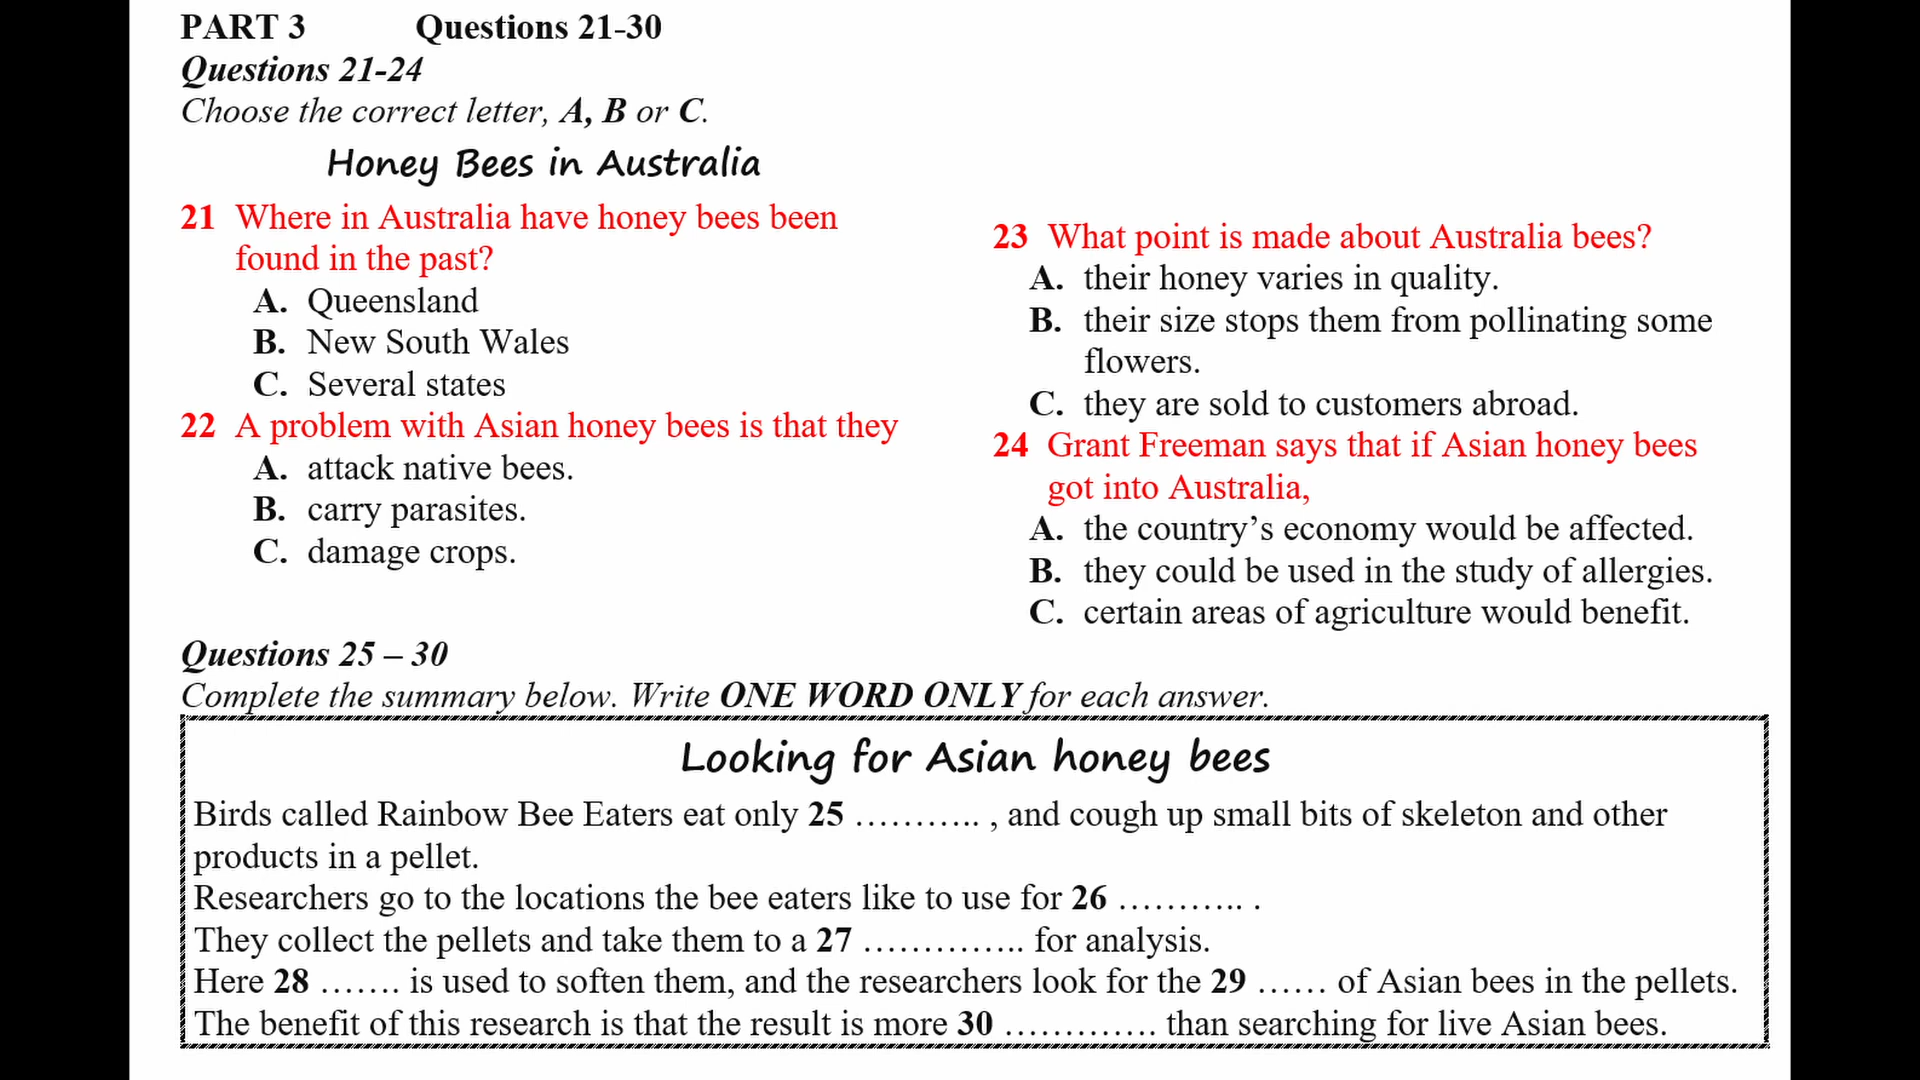 PART 3 Questions 21-30
Questions 21-24
Choose the correct letter, A, B or C.
Honey Bees in Australia
21 Where in Australia have honey bees been
found in the past?
A. Queensland
B. New South Wales
C. Several states
22 A problem with Asian honey bees is that they
A. attack native bees.
B. carry parasites.
C. damage crops.
23 What point is made about Australia bees?
A. their honey varies in quality.
B. their size stops them from pollinating some
flowers.
C. they are sold to customers abroad.
24 Grant Freeman says that if Asian honey bees
got into Australia,
A. the country’s economy would be affected.
B. they could be used in the study of allergies.
C. certain areas of agriculture would benefit.
Questions 25 – 30
Complete the summary below. Write ONE WORD ONLY for each answer.
Looking for Asian honey bees
Birds called Rainbow Bee Eaters eat only 25 ……….. , and cough up small bits of skeleton and other
products in a pellet.
Researchers go to the locations the bee eaters like to use for 26 ……….. .
They collect the pellets and take them to a 27 ………….. for analysis.
Here 28 ……. is used to soften them, and the researchers look for the 29 …… of Asian bees in the pellets.
The benefit of this research is that the result is more 30 …………. than searching for live Asian bees.